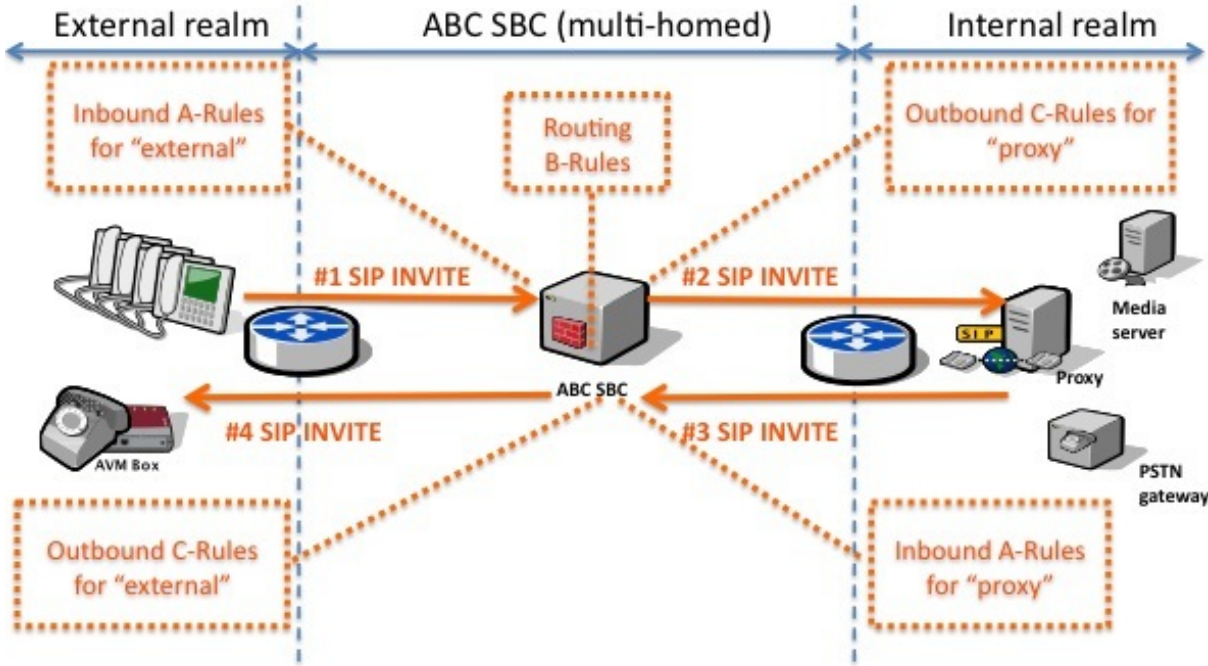 External realm
ABC SBC (multi-homed)
Internal realm
Inbound A-Rules
for “external”
Routing
B-Rules
Outbound C-Rules for
“proxy”
#1 SIP INVITE
#2 SIP INVITE
Media
server
SIP
Proxy
ABC SBC
#4 SIP INVITE
#3 SIP INVITE
AVM Box
PSTN
gateway
Outbound C-Rules
for “external”
Inbound A-Rules
for “proxy”